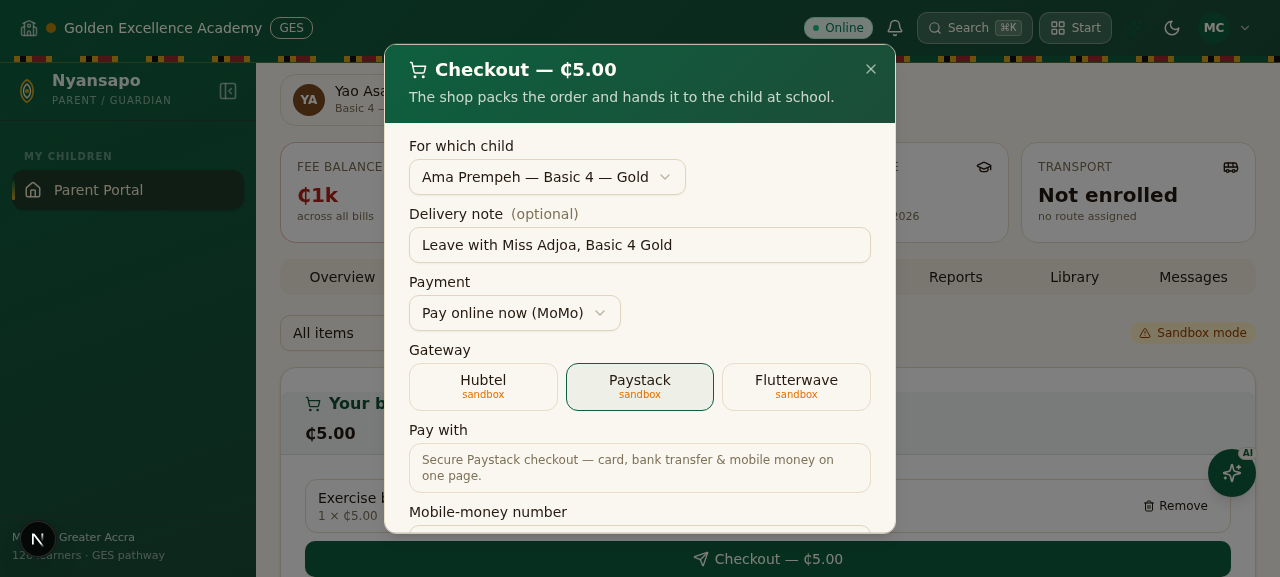 Golden Excellence Academy GES
Online Search ⌘K Start MC
Nyansapo
PARENT / GUARDIAN
MY CHILDREN
Parent Portal
Greater Accra
learners · GES pathway
YA Yao
Basic 4
FEE BALANCE
₵1k
across all bills
2026
TRANSPORT
Not enrolled
no route assigned
Overview Reports Library Messages
All items Sandbox mode
Your
₵5.00
Exercise
1 × ₵5.00 Remove
Checkout — ₵5.00
AI
Checkout — ₵5.00
The shop packs the order and hands it to the child at school.
For which child
Ama Prempeh — Basic 4 — Gold
Delivery note (optional)
Leave with Miss Adjoa, Basic 4 Gold
Payment
Pay online now (MoMo)
Gateway
Hubtel Paystack Flutterwave
sandbox sandbox sandbox
Pay with
Secure Paystack checkout — card, bank transfer & mobile money on
one page.
Mobile-money number